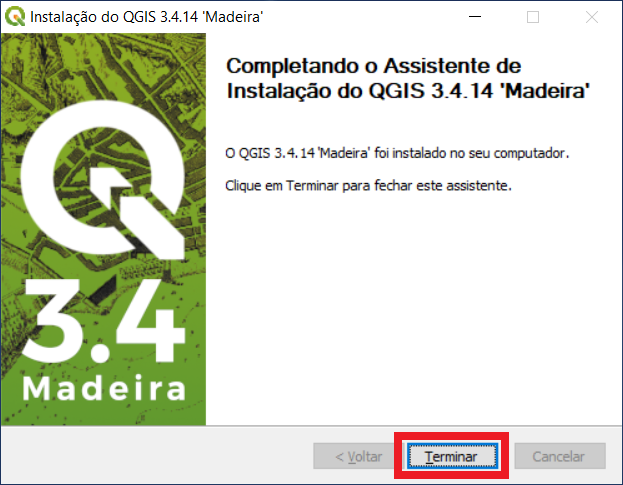 Instalação do QGIS 3.4.14 'Madeira'
Completando o Assistente de
Instalação do QGIS 3.4.14 'Madeira'
O QGIS 3.4.14 'Madeira' foi instalado no seu computador.
Clique em Terminar para fechar este assistente.
3.4
Madeira
< Voltar
Terminar
Cancelar